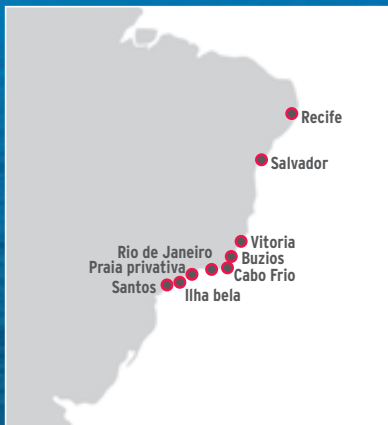 Recife
Salvador
Vitoria
Rio de Janeiro
Buzios
Praia privativa
Cabo Frio
Santos
Ilha bela